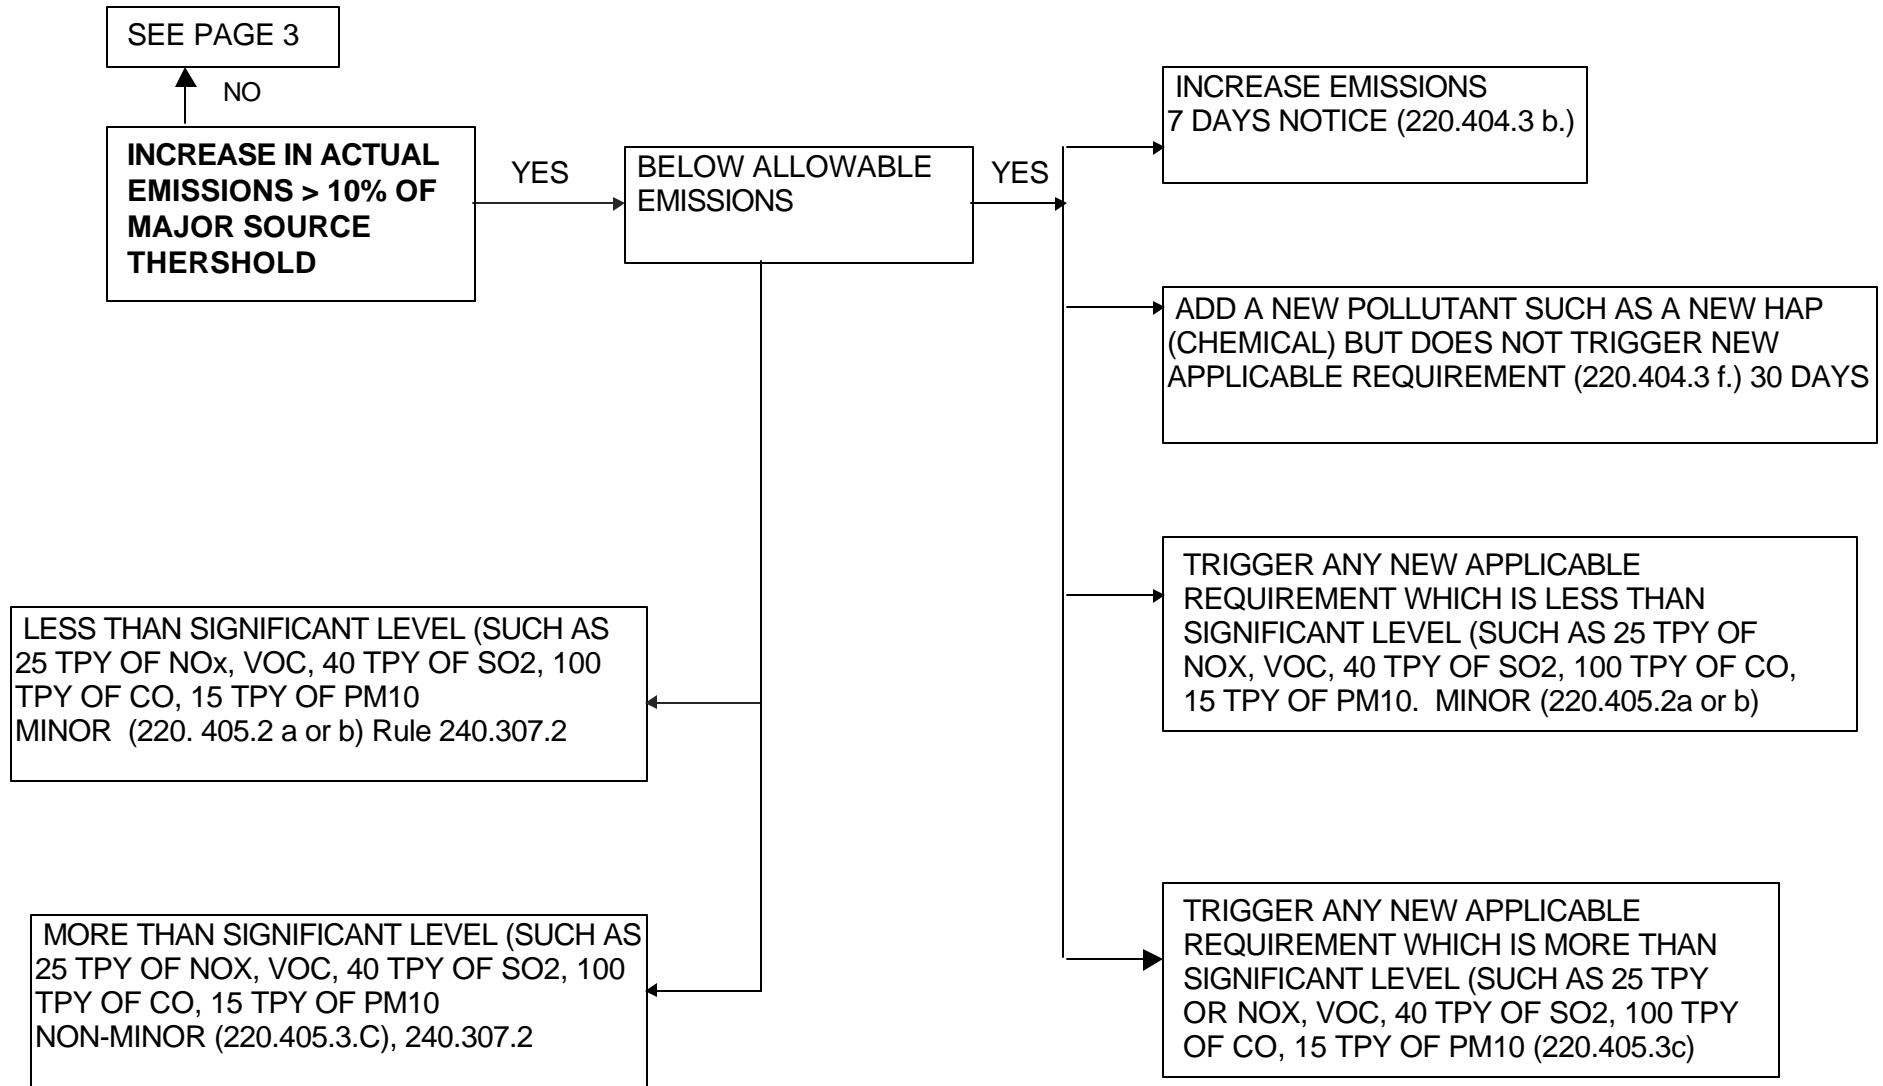 SEE PAGE 3
NO
INCREASE IN ACTUAL
EMISSIONS > 10% OF
MAJOR SOURCE
THERSHOLD
YES
BELOW ALLOWABLE
EMISSIONS
YES
INCREASE EMISSIONS
7 DAYS NOTICE (220.404.3 b.)
ADD A NEW POLLUTANT SUCH AS A NEW HAP
(CHEMICAL) BUT DOES NOT TRIGGER NEW
APPLICABLE REQUIREMENT (220.404.3 f.) 30 DAYS
TRIGGER ANY NEW APPLICABLE
REQUIREMENT WHICH IS LESS THAN
SIGNIFICANT LEVEL (SUCH AS 25 TPY OF
NOX, VOC, 40 TPY OF SO2, 100 TPY OF CO,
15 TPY OF PM10. MINOR (220.405.2a or b)
LESS THAN SIGNIFICANT LEVEL (SUCH AS
25 TPY OF NOx, VOC, 40 TPY OF SO2, 100
TPY OF CO, 15 TPY OF PM10
MINOR (220. 405.2 a or b) Rule 240.307.2
MORE THAN SIGNIFICANT LEVEL (SUCH AS
25 TPY OF NOX, VOC, 40 TPY OF SO2, 100
TPY OF CO, 15 TPY OF PM10
NON-MINOR (220.405.3.C), 240.307.2
TRIGGER ANY NEW APPLICABLE
REQUIREMENT WHICH IS MORE THAN
SIGNIFICANT LEVEL (SUCH AS 25 TPY
OR NOX, VOC, 40 TPY OF SO2, 100 TPY
OF CO, 15 TPY OF PM10 (220.405.3c)